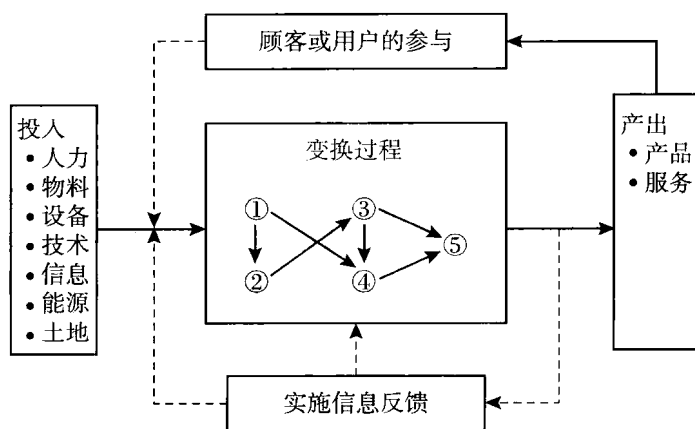 顾客或用户的参与
投入
• 人力
• 物料
• 设备
• 技术
• 信息
• 能源
• 土地
变换过程
① ③
⑤
② ④
产出
• 产品
• 服务
实施信息反馈